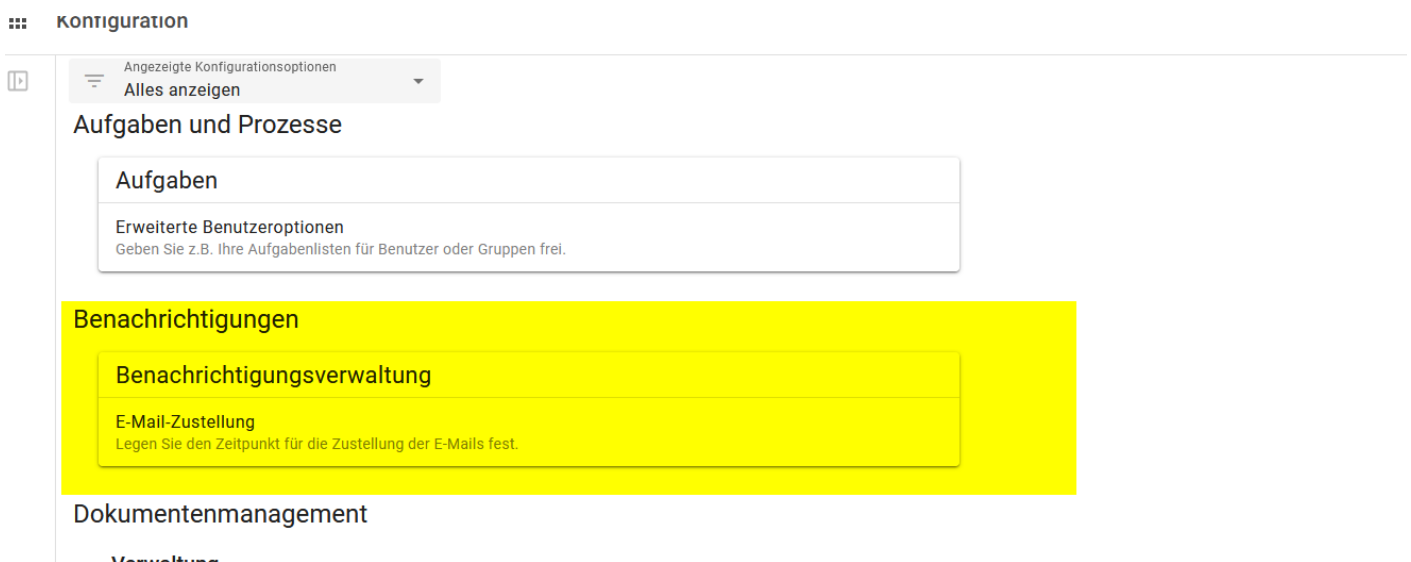 Konfiguration
Angezeigte Konfigurationsoptionen
Alles anzeigen
Aufgaben und Prozesse
Aufgaben
Erweiterte Benutzeroptionen
Geben Sie z.B. Ihre Aufgabenlisten für Benutzer oder Gruppen frei.
Benachrichtigungen
Benachrichtigungsverwaltung
E-Mail-Zustellung
Legen Sie den Zeitpunkt für die Zustellung der E-Mails fest.
Dokumentenmanagement
Verwaltung